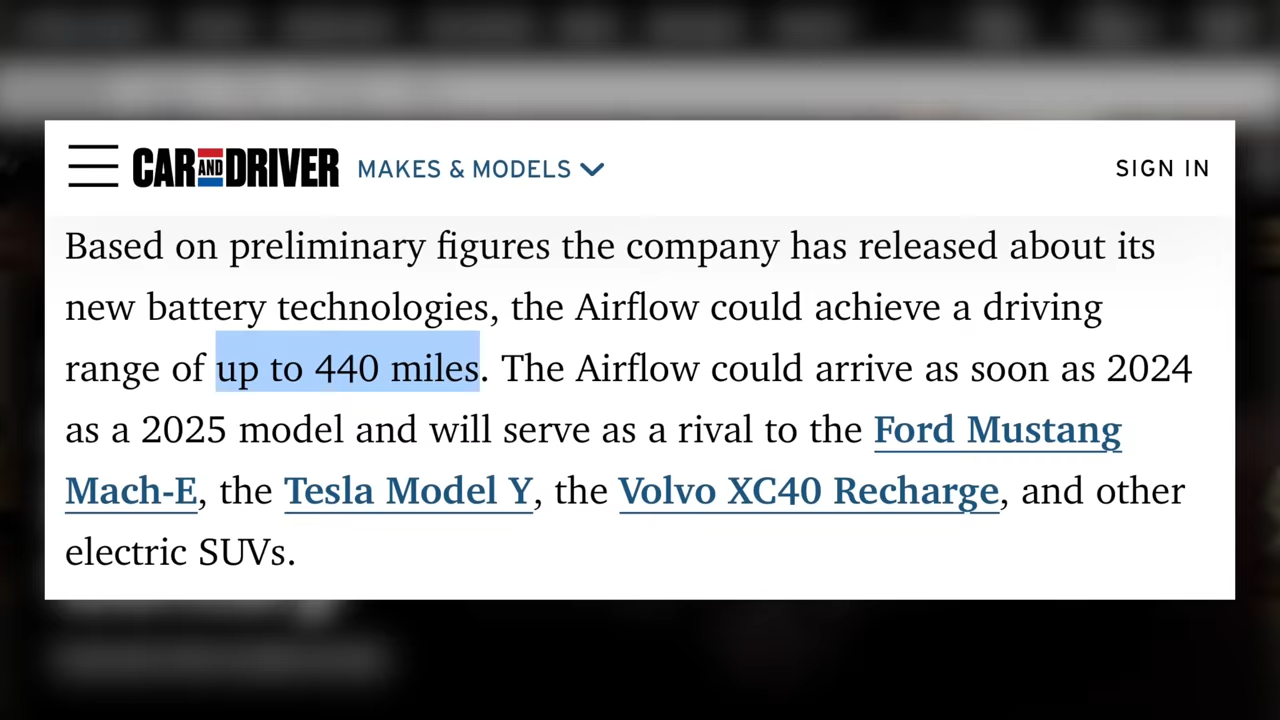 CAR AND DRIVER MAKES & MODELS SIGN IN
Based on preliminary figures the company has released about its
new battery technologies, the Airflow could achieve a driving
range of up to 440 miles. The Airflow could arrive as soon as 2024
as a 2025 model and will serve as a rival to the Ford Mustang
Mach-E, the Tesla Model Y, the Volvo XC40 Recharge, and other
electric SUVs.